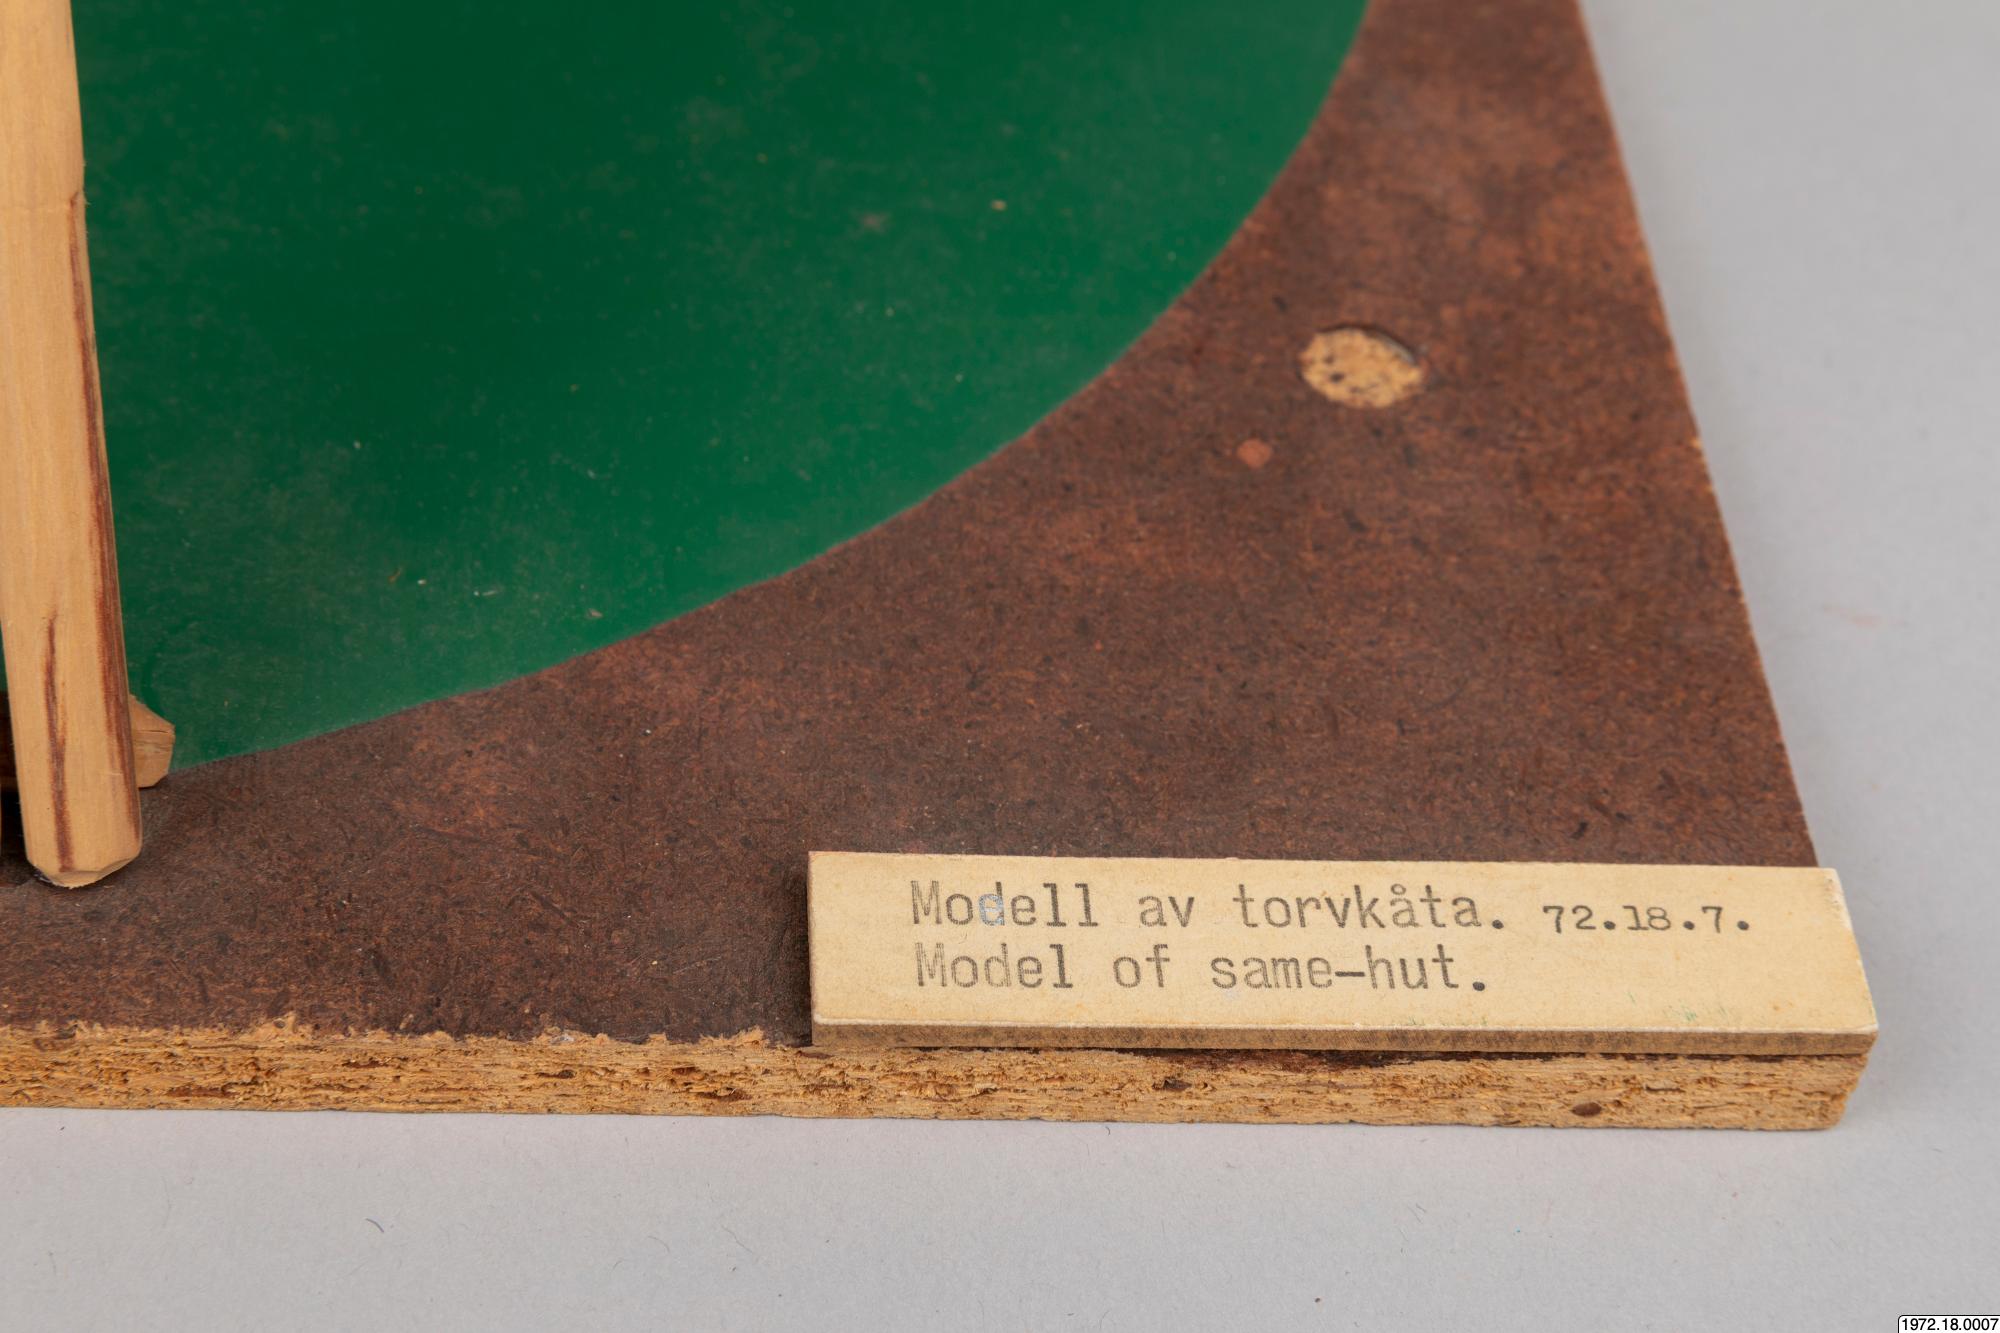 Modell av torvkåta. 72.18.7.
Model of same-hut.
1972.18.0007